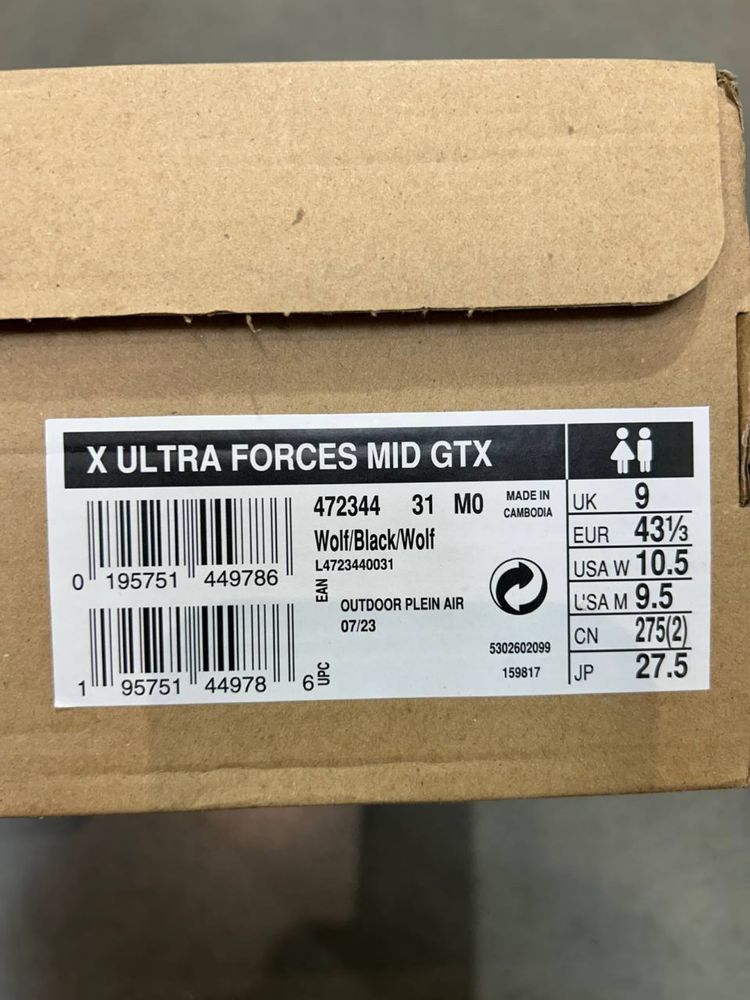 X ULTRA FORCES MID GTX
472344 31 M0
MADE IN
CAMBODIA
Wolf/Black/Wolf
L4723440031
0 195751 449786
EAN
OUTDOOR PLEIN AIR
07/23
5302602099
159817
1 95751 44978 6
UPC
UK 9
EUR 43⅓
USA W 10.5
USA M 9.5
CN 275(2)
JP 27.5